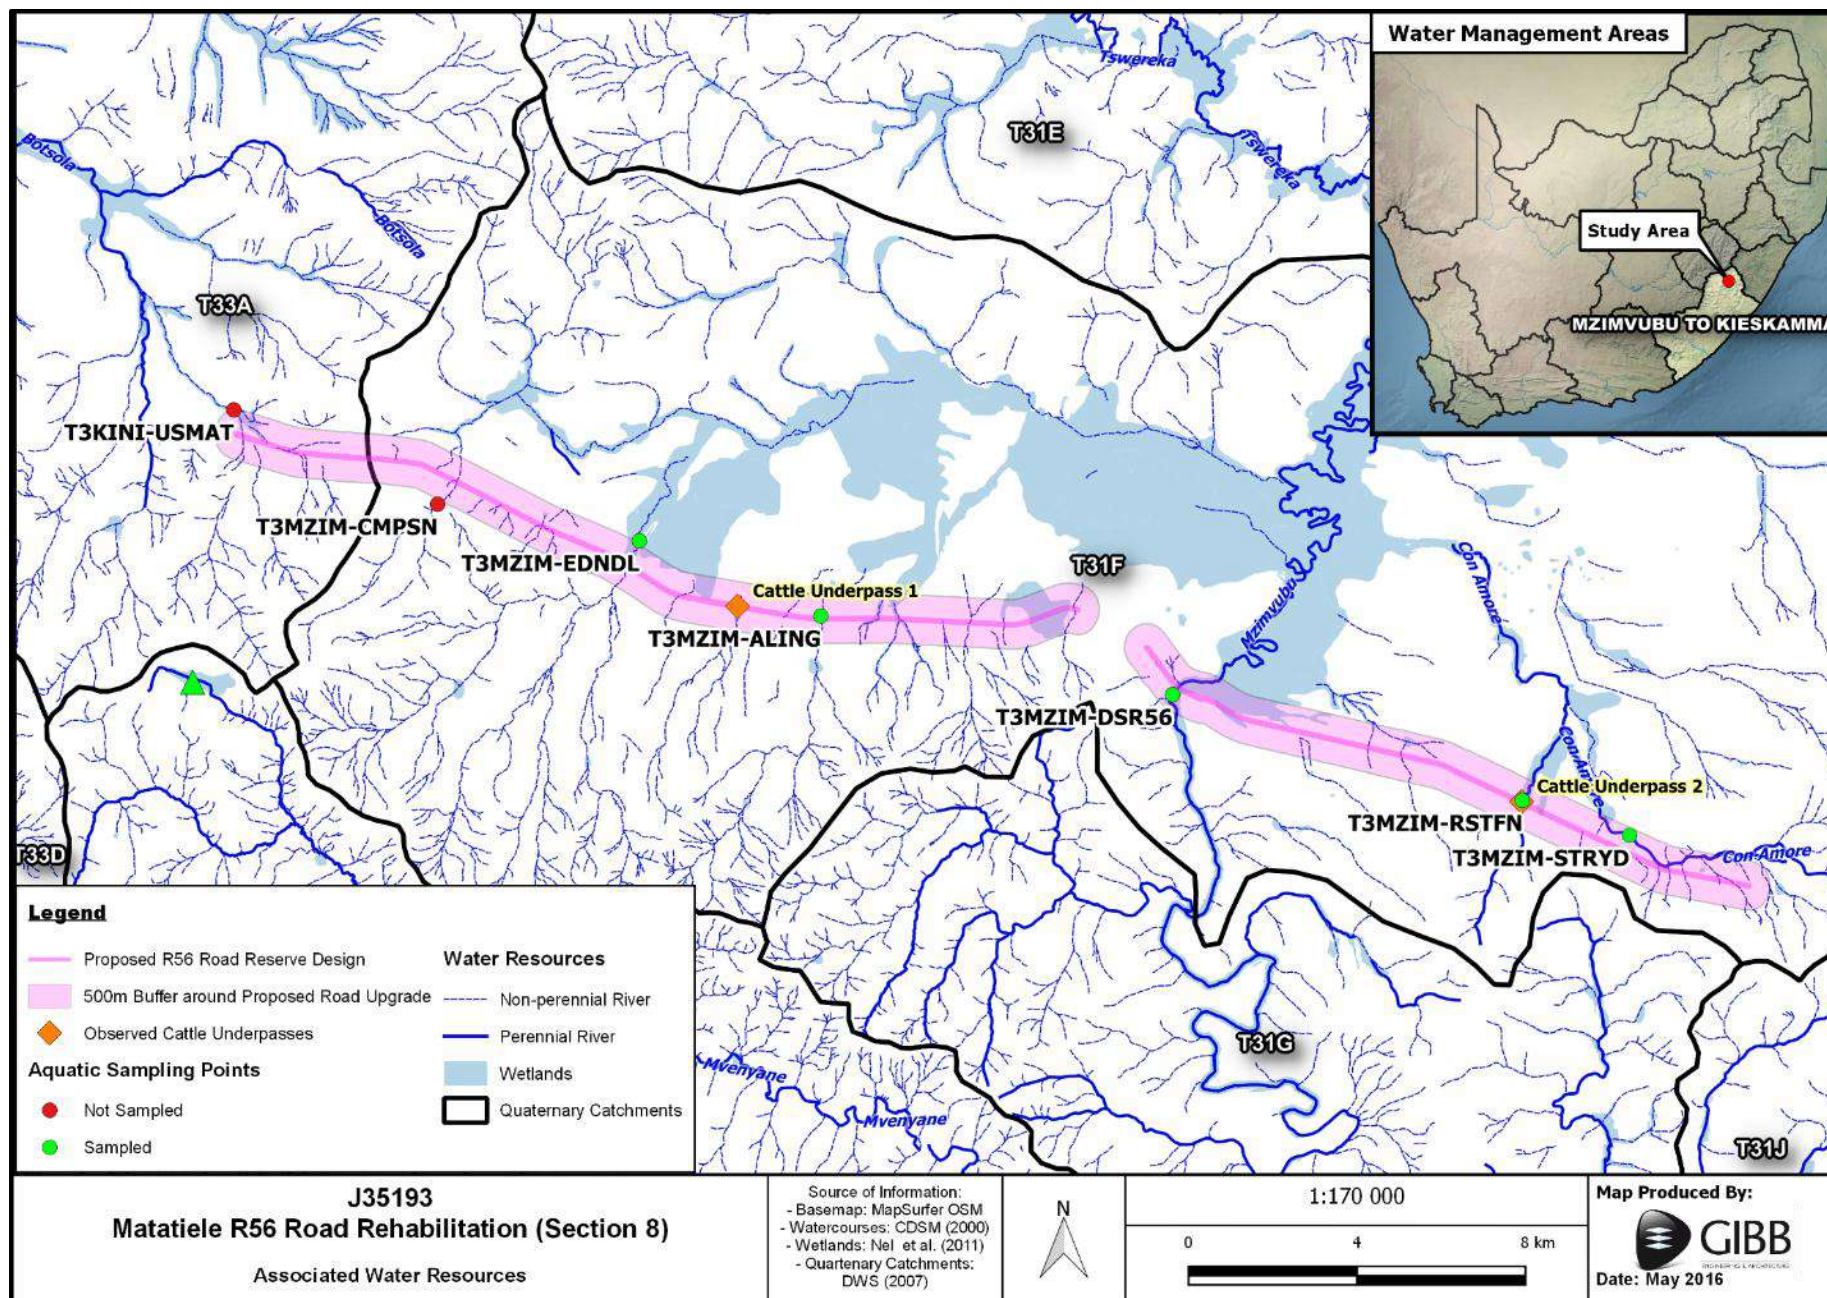 Water Management Areas
Study Area
MZIMVUBU TO KIESKAMMA
Tswereka
T31E
Tswereka
Botsola
Botsola
T33A
T3KINI-USMAT
T3MZIM-CMPSN
T3MZIM-EDNDL
Cattle Underpass 1
T3MZIM-ALING
T31F
Con Amore
Mzimvubu
T3MZIM-DSR56
Con-Amore
Cattle Underpass 2
T3MZIM-RSTFN
T3MZIM-STRYD
Con-Amore
T33D
T31G
Mvenyane
Mvenyane
T31J
Legend
Proposed R56 Road Reserve Design
500m Buffer around Proposed Road Upgrade
Observed Cattle Underpasses
Aquatic Sampling Points
Not Sampled
Sampled
Water Resources
Non-perennial River
Perennial River
Wetlands
Quaternary Catchments
J35193
Matatiele R56 Road Rehabilitation (Section 8)
Associated Water Resources
Source of Information:
- Basemap: MapSurfer OSM
- Watercourses: CDSM (2000)
- Wetlands: Nel et al. (2011)
- Quartenary Catchments:
DWS (2007)
N
1:170 000
0 4 8 km
Map Produced By:
GIBB
Date: May 2016